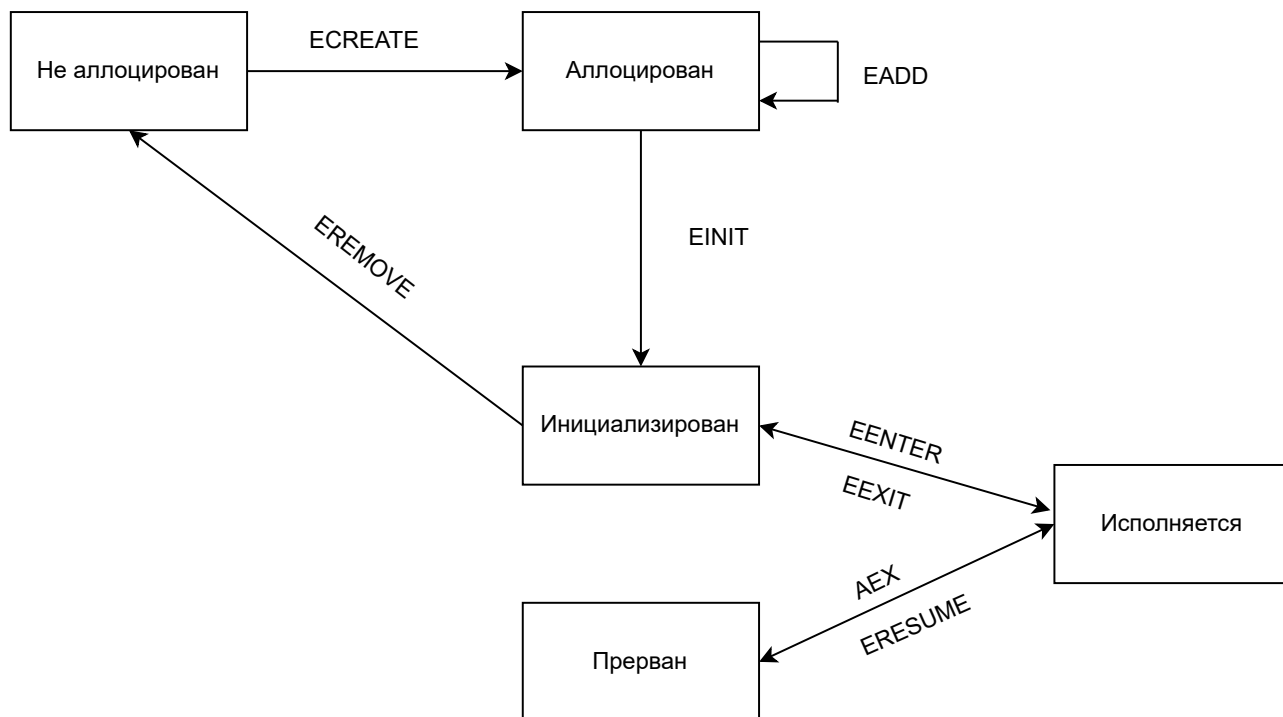 ECREATE
Не аллоцирован
Аллоцирован
EADD
EREMOVE
EINIT
Инициализирован
EENTER
EEXIT
Исполняется
AEX
ERESUME
Прерван